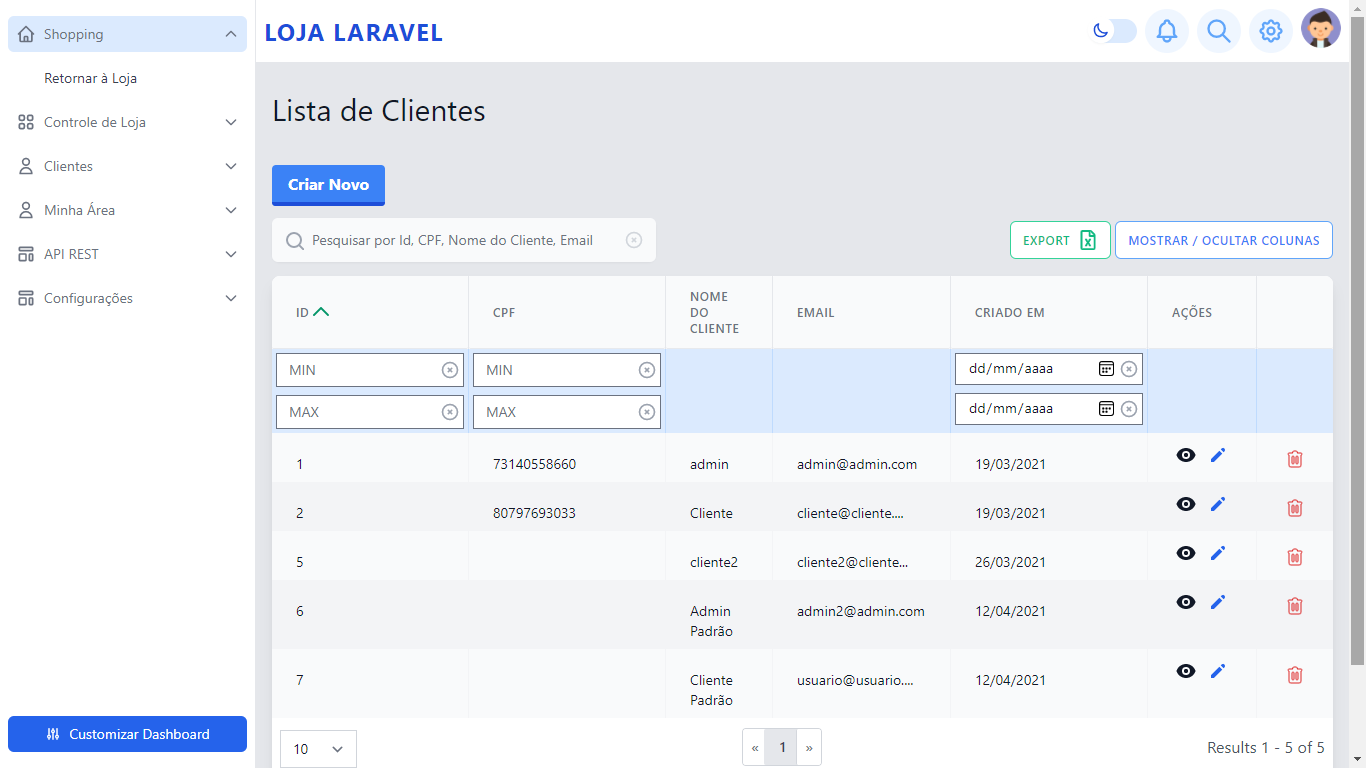 Shopping
LOJA LARAVEL
Retornar à Loja
Controle de Loja
Clientes
Minha Área
API REST
Configurações
Customizar Dashboard
Lista de Clientes
Criar Novo
Pesquisar por Id, CPF, Nome do Cliente, Email
EXPORT
MOSTRAR / OCULTAR COLUNAS
ID CPF NOME DO CLIENTE EMAIL CRIADO EM AÇÕES
MIN MIN dd/mm/aaaa
MAX MAX dd/mm/aaaa
1 73140558660 admin admin@admin.com 19/03/2021
2 80797693033 Cliente cliente@cliente.... 19/03/2021
5 cliente2 cliente2@cliente... 26/03/2021
6 Admin Padrão admin2@admin.com 12/04/2021
7 Cliente Padrão usuario@usuario.... 12/04/2021
10 « 1 » Results 1 - 5 of 5